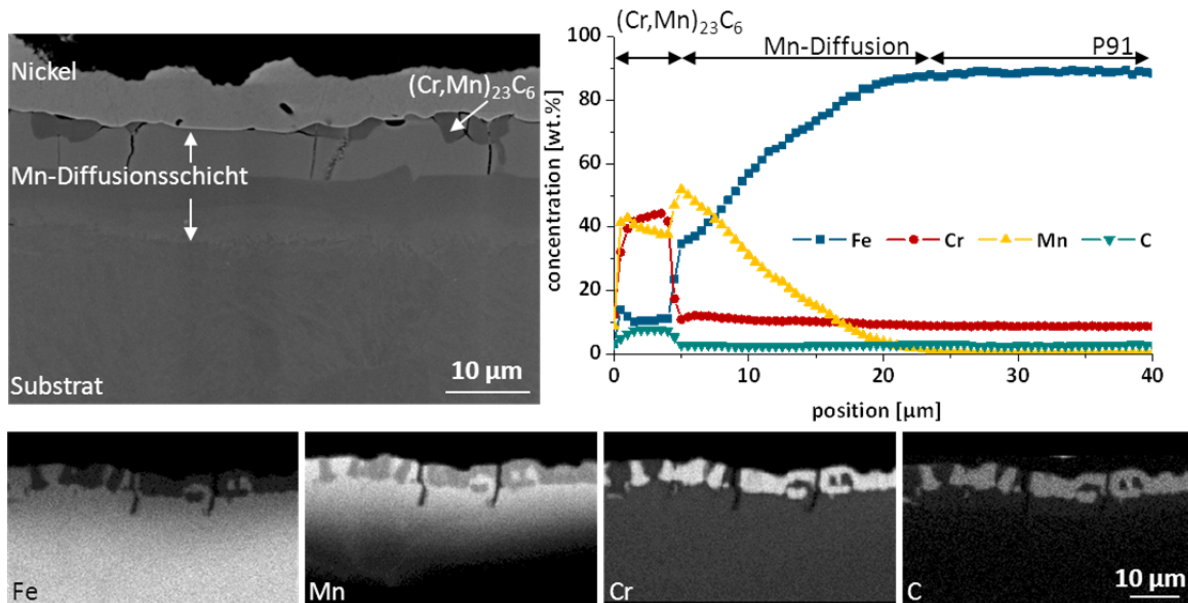 Nickel
(Cr,Mn)23C6
Mn-Diffusionsschicht
Substrat
10 µm
(Cr,Mn)23C6
Mn-Diffusion
P91
100
80
60
40
20
0
concentration [wt.%]
Fe
Cr
Mn
C
0
10
20
30
40
position [µm]
Fe
Mn
Cr
C
10 µm